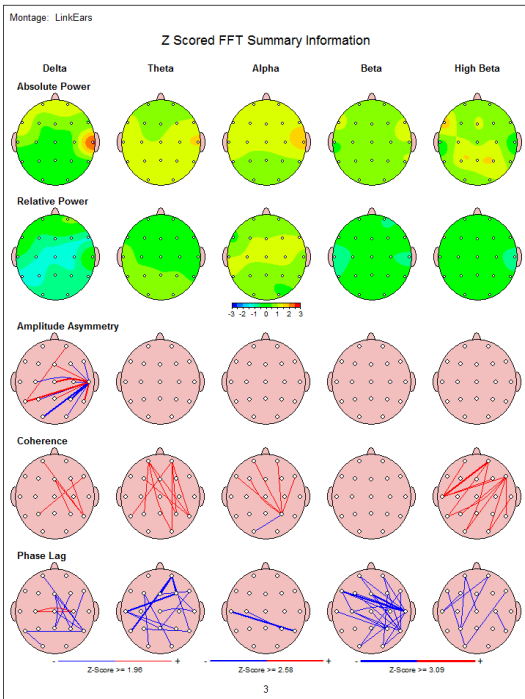 Montage: LinkEars
Z Scored FFT Summary Information
Delta Theta Alpha Beta High Beta
Absolute Power
Relative Power
-3 -2 -1 0 1 2 3
Amplitude Asymmetry
Coherence
Phase Lag
- + - + - +
Z-Score >= 1.96 Z-Score >= 2.58 Z-Score >= 3.09
3